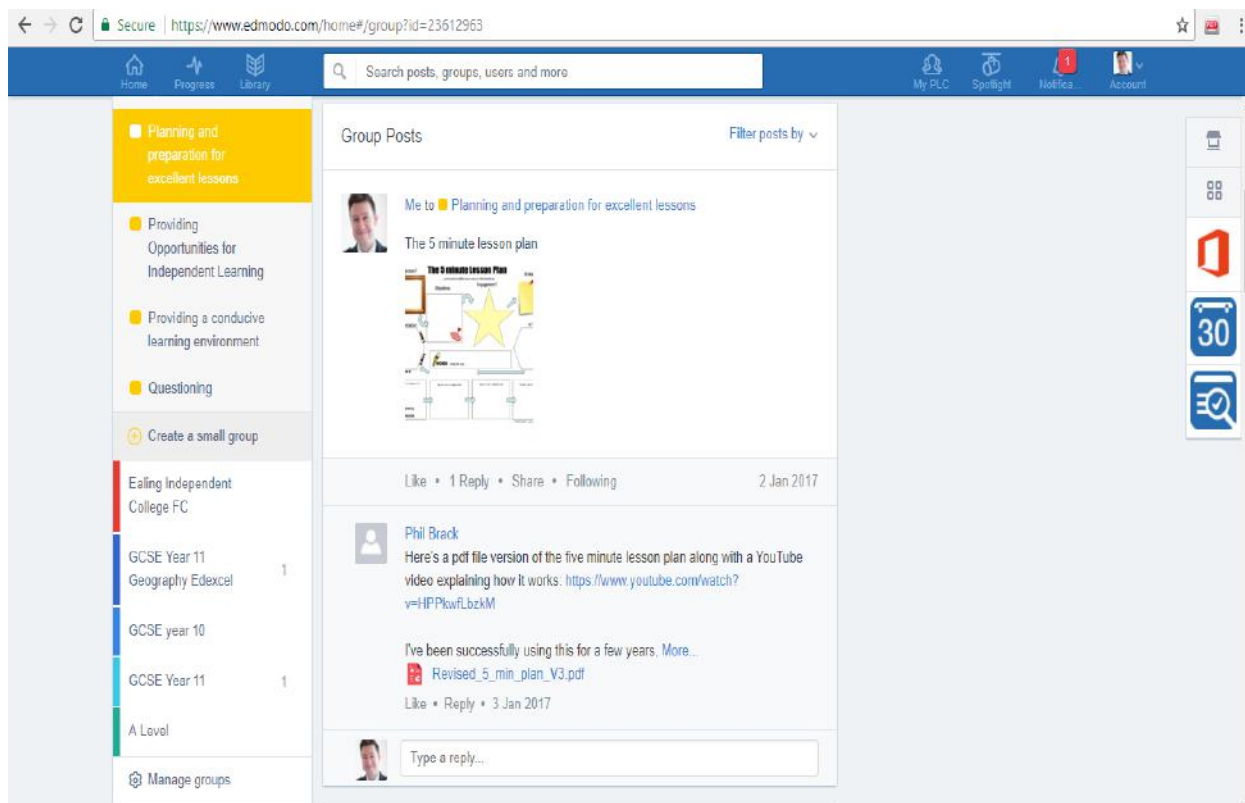 Secure https://www.edmodo.com/home#/group?id=23612963
Home Progress Library
Search posts, groups, users and more
My PLC Spotlight Notifica... Account
1
Planning and
preparation for
excellent lessons
Providing
Opportunities for
Independent Learning
Providing a conducive
learning environment
Questioning
Create a small group
Ealing Independent
College FC
GCSE Year 11
Geography Edexcel
1
GCSE year 10
GCSE Year 11 1
A Level
Manage groups
Group Posts Filter posts by
Me to Planning and preparation for excellent lessons
The 5 minute lesson plan
The 5 minute Lesson Plan
Like • 1 Reply • Share • Following 2 Jan 2017
Phil Brack
Here's a pdf file version of the five minute lesson plan along with a YouTube
video explaining how it works: https://www.youtube.com/watch?
v=HPPkwfLbzkM
I've been successfully using this for a few years. More...
Revised_5_min_plan_V3.pdf
Like • Reply • 3 Jan 2017
Type a reply...
30